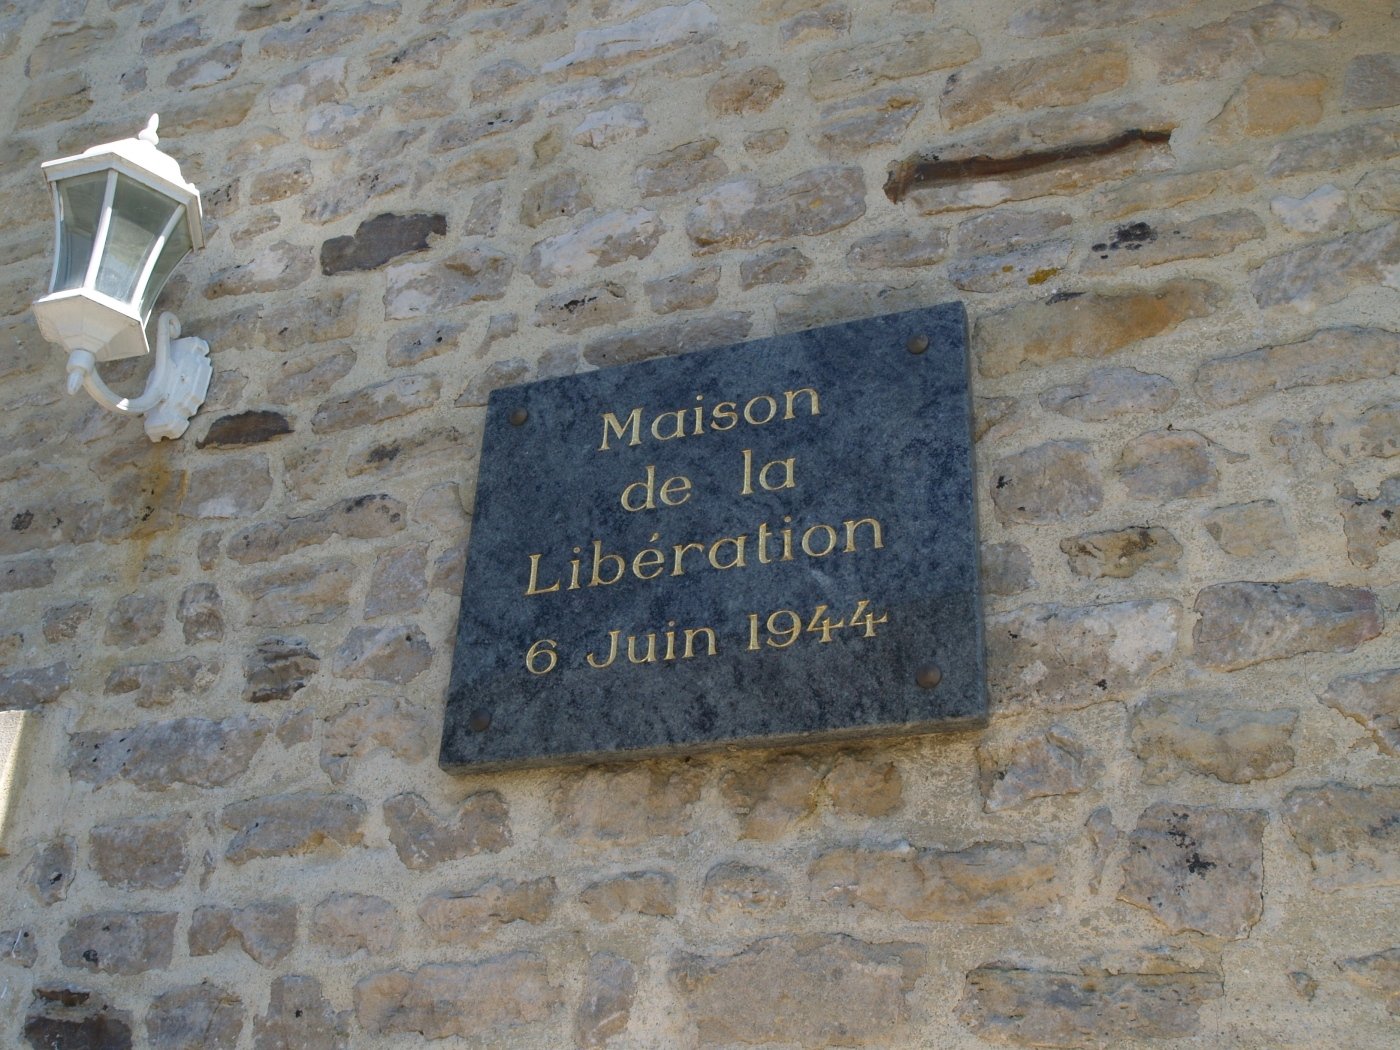 Maison
de la
Libération
6 Juin 1944